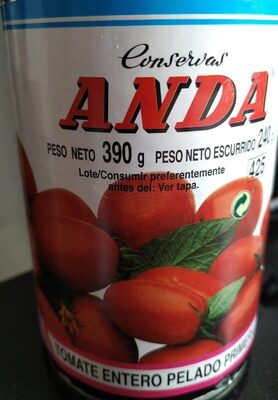 Conservas
ANDA
PESO NETO 390 g PESO NETO ESCURRIDO 240
425
Lote/Consumir preferentemente
antes del: Ver tapa.
TOMATE ENTERO PELADO